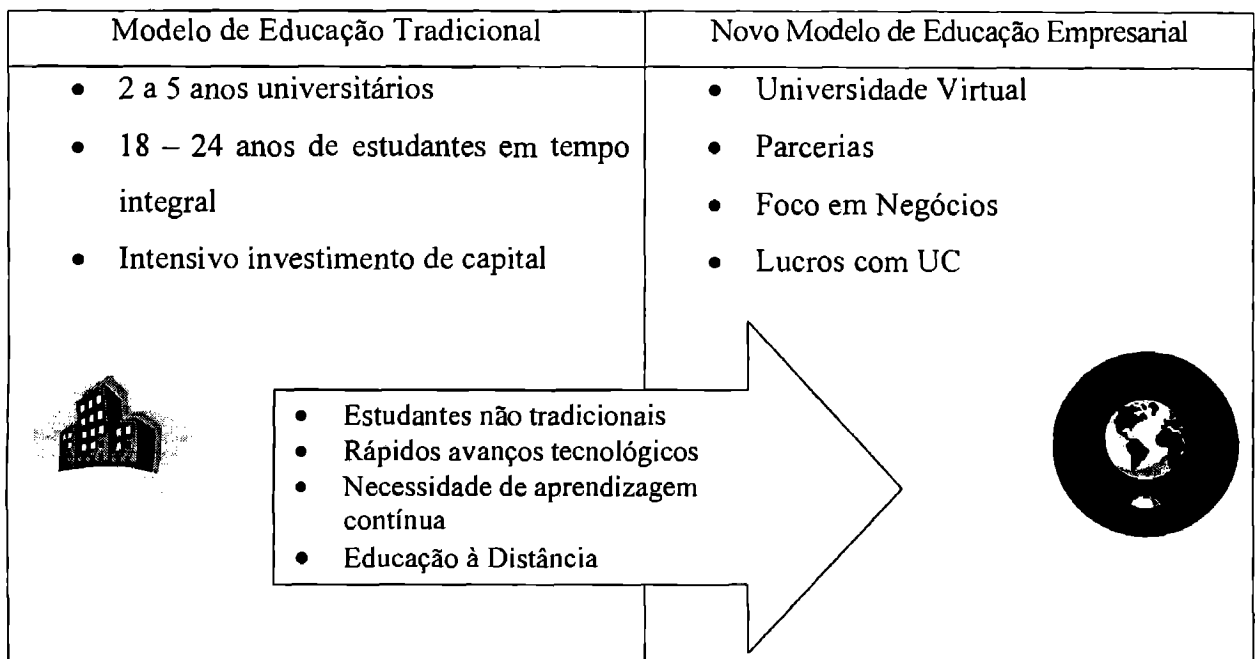 Modelo de Educação Tradicional
• 2 a 5 anos universitários
• 18 – 24 anos de estudantes em tempo
integral
• Intensivo investimento de capital
Novo Modelo de Educação Empresarial
• Universidade Virtual
• Parcerias
• Foco em Negócios
• Lucros com UC
• Estudantes não tradicionais
• Rápidos avanços tecnológicos
• Necessidade de aprendizagem
contínua
• Educação à Distância